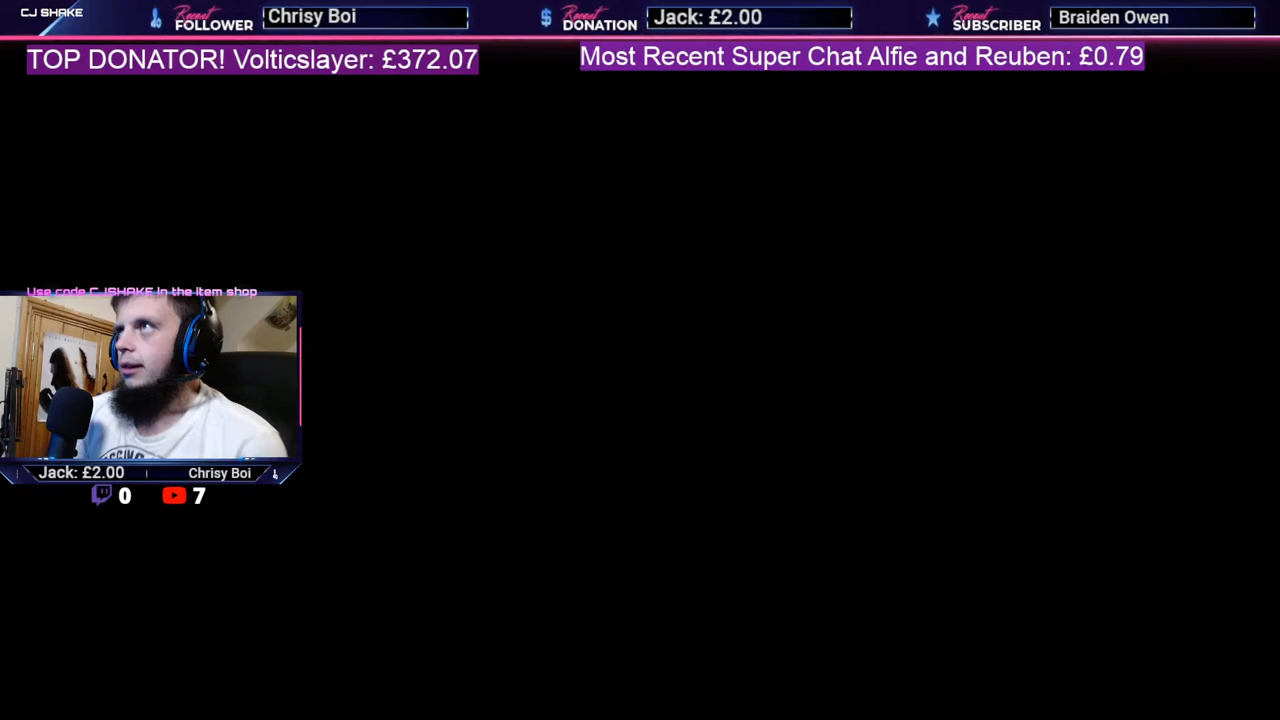 CJ SHAKE
Recent FOLLOWER
Chrisy Boi
Recent DONATION
Jack: £2.00
Recent SUBSCRIBER
Braiden Owen
TOP DONATOR! Volticslayer: £372.07
Most Recent Super Chat Alfie and Reuben: £0.79
Use code CJSHAKE in the item shop
Jack: £2.00
Chrisy Boi
0
7